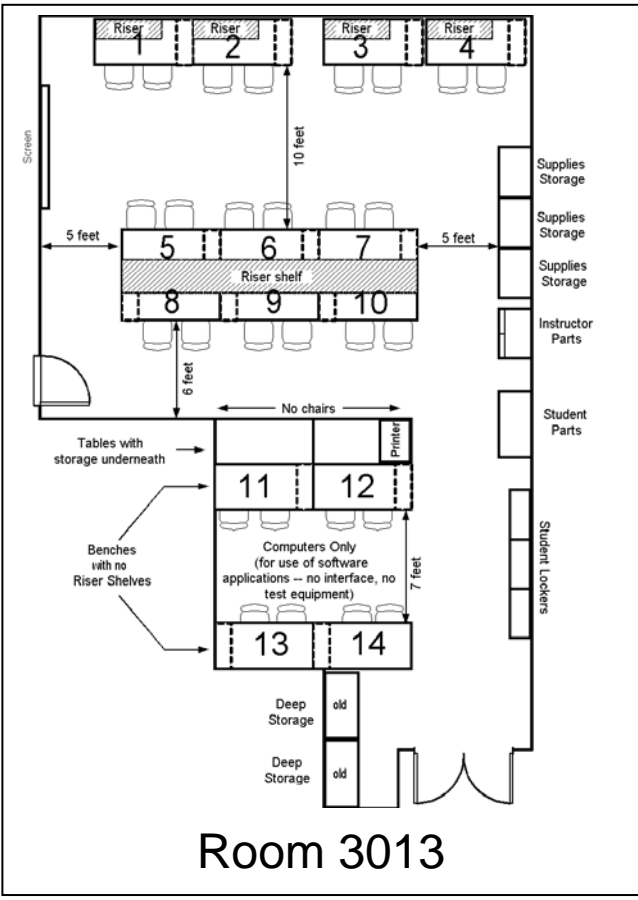 Riser
Riser
Riser
Riser
1
2
3
4
Screen
10 feet
Supplies
Storage
5 feet
5
6
7
5 feet
Supplies
Storage
Riser shelf
Supplies
Storage
8
9
10
Instructor
Parts
6 feet
No chairs
Student
Parts
Tables with
storage underneath
Printer
11
12
Benches
with no
Riser Shelves
Computers Only
(for use of software
applications -- no interface, no
test equipment)
7 feet
Student Lockers
13
14
Deep
Storage
old
Deep
Storage
old
Room 3013